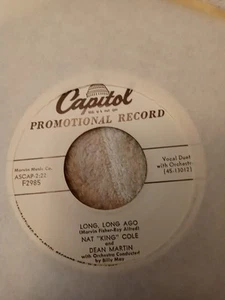 Capitol
RECORDS
PROMOTIONAL RECORD
Marvin Music Co.
ASCAP-2:22
F2985
Vocal Duet
with Orchestra
(45-13012)
LONG, LONG AGO
(Marvin Fisher-Roy Alfred)
NAT "KING" COLE
and
DEAN MARTIN
with Orchestra Conducted
by Billy May